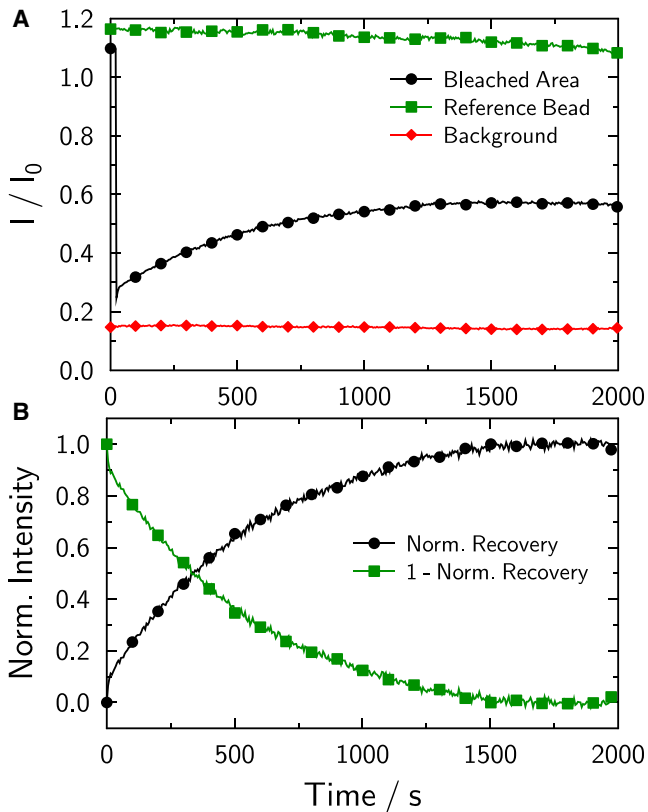 A
1.2
1.0
0.8
0.6
0.4
0.2
0.0
I / I₀
Bleached Area
Reference Bead
Background
0 500 1000 1500 2000
B
1.0
0.8
0.6
0.4
0.2
0.0
Norm. Intensity
Norm. Recovery
1 - Norm. Recovery
0 500 1000 1500 2000
Time / s